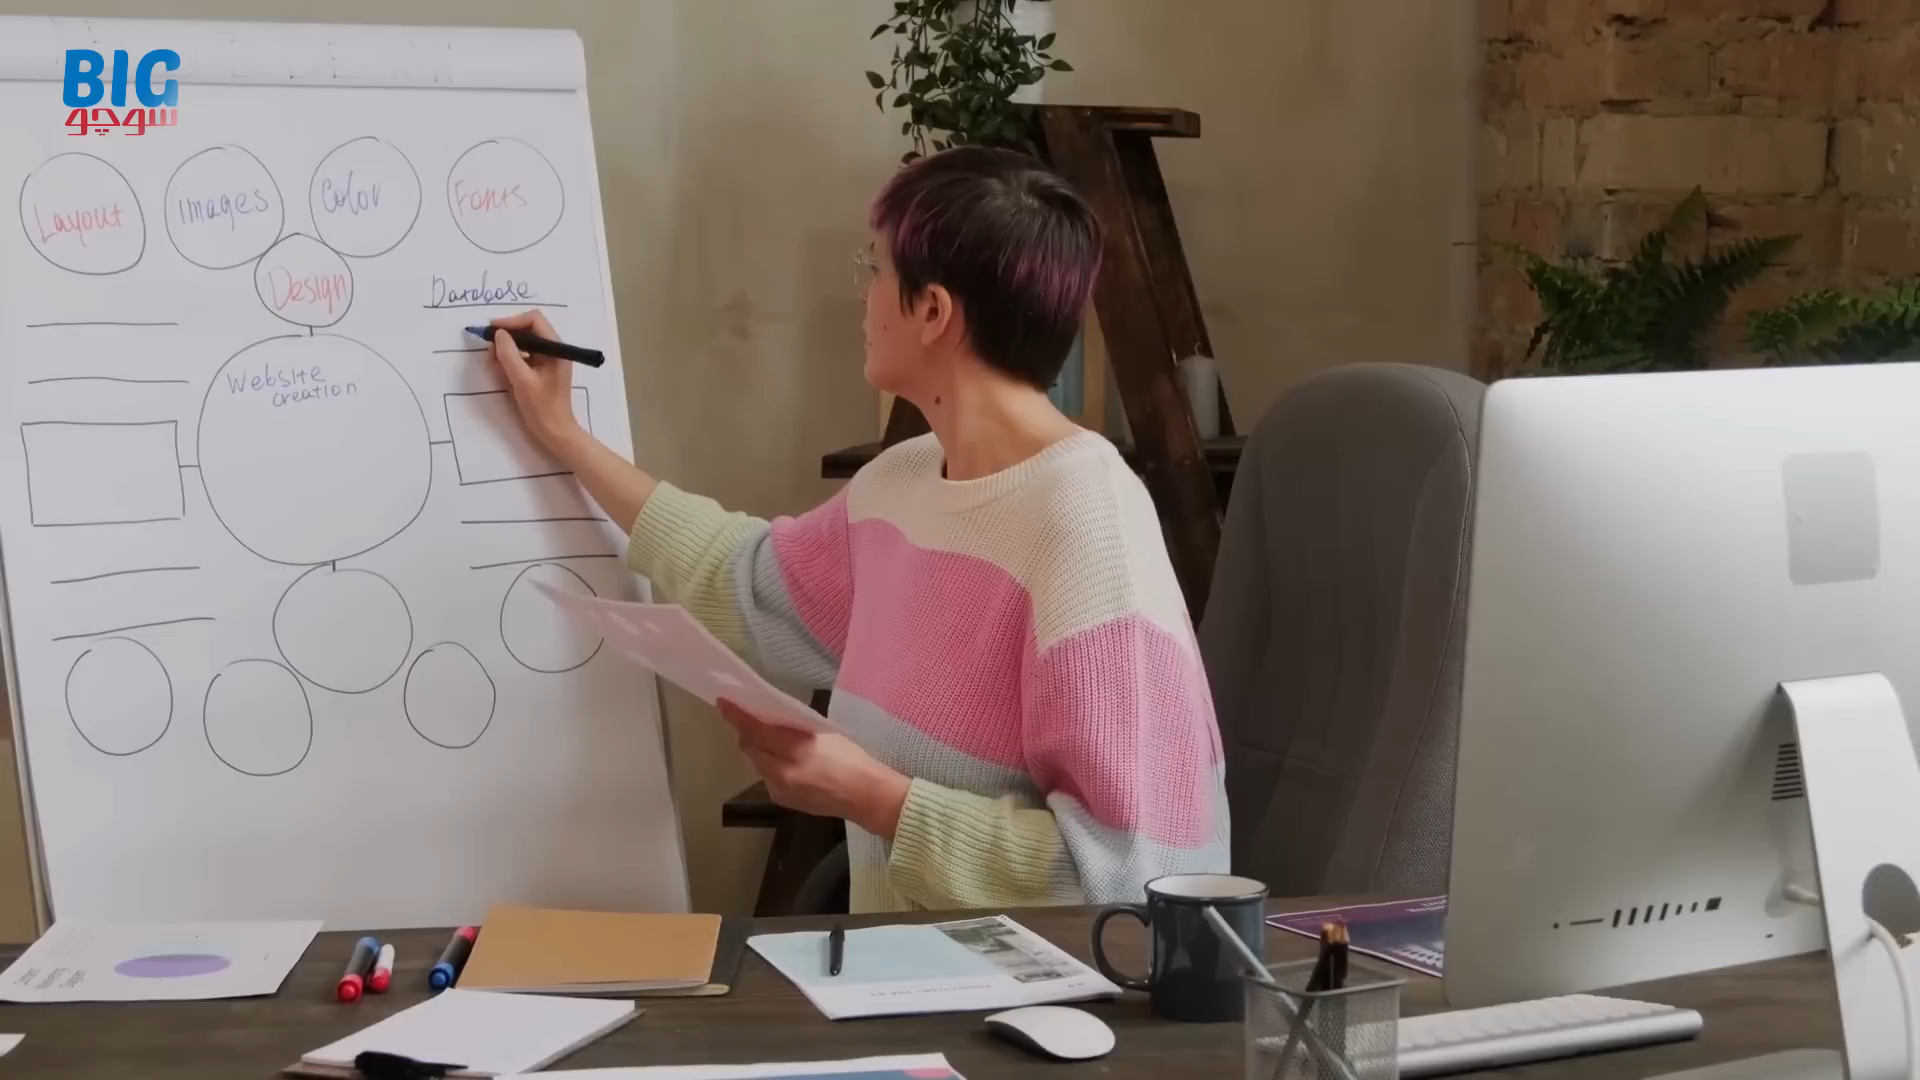 BIG
سوچو
Layout
Images
Color
Fonts
Design
Database
Website
creation